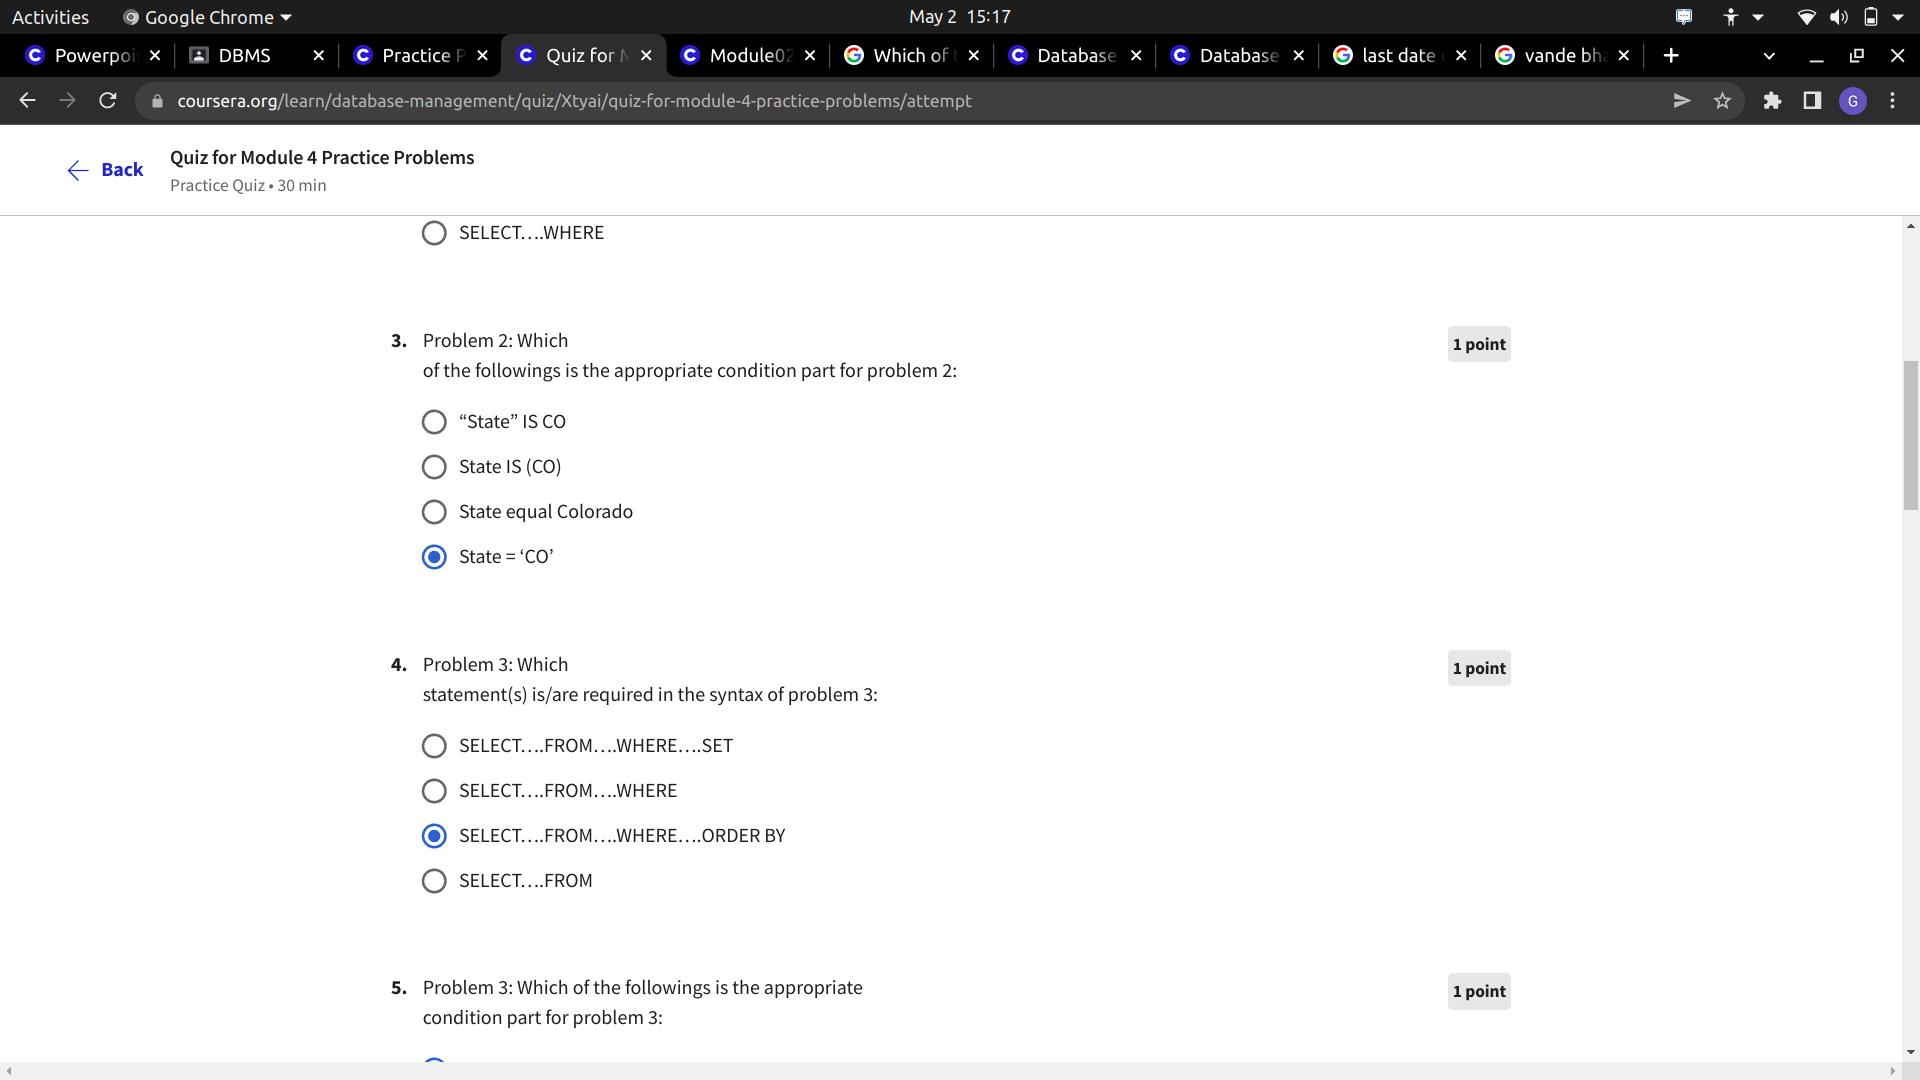 Activities Google Chrome May 2 15:17
Powerpoi DBMS Practice P Quiz for M Module02 Which of t Database Database last date vande bha
coursera.org/learn/database-management/quiz/Xtyai/quiz-for-module-4-practice-problems/attempt G
Back
Quiz for Module 4 Practice Problems
Practice Quiz • 30 min
SELECT….WHERE
3. Problem 2: Which
of the followings is the appropriate condition part for problem 2:
1 point
“State” IS CO
State IS (CO)
State equal Colorado
State = ‘CO’
4. Problem 3: Which
statement(s) is/are required in the syntax of problem 3:
1 point
SELECT….FROM….WHERE….SET
SELECT….FROM….WHERE
SELECT….FROM….WHERE….ORDER BY
SELECT….FROM
5. Problem 3: Which of the followings is the appropriate
condition part for problem 3:
1 point